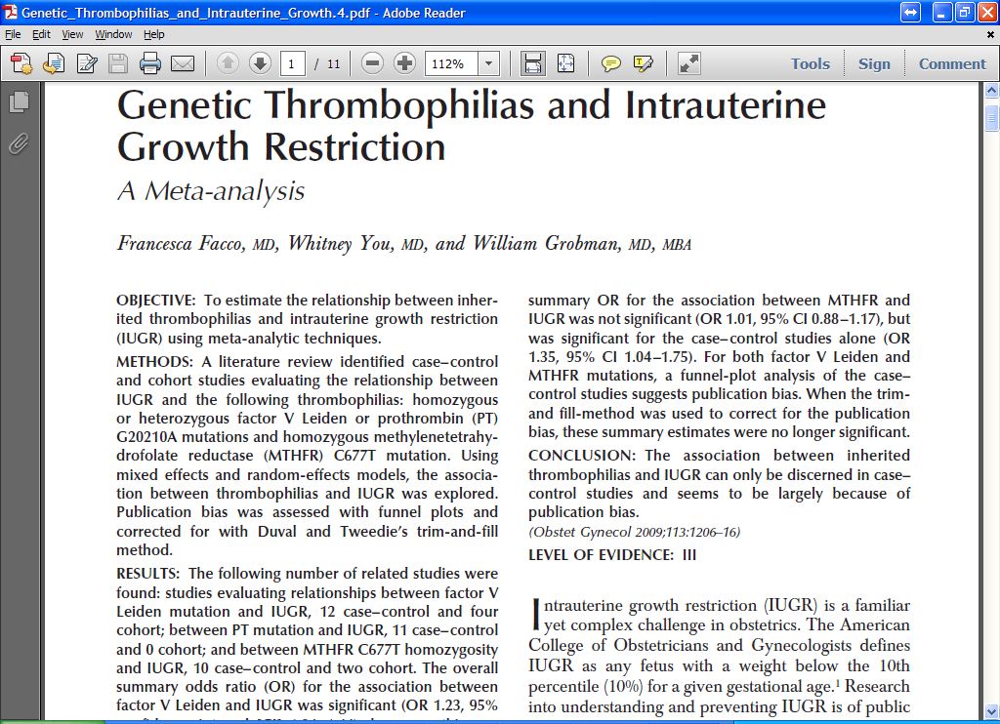 Genetic_Thrombophilias_and_Intrauterine_Growth.4.pdf - Adobe Reader
File Edit View Window Help
1 / 11 112% Tools Sign Comment
Genetic Thrombophilias and Intrauterine
Growth Restriction
A Meta-analysis
Francesca Facco, MD, Whitney You, MD, and William Grobman, MD, MBA
OBJECTIVE: To estimate the relationship between inher-
ited thrombophilias and intrauterine growth restriction
(IUGR) using meta-analytic techniques.
METHODS: A literature review identified case–control
and cohort studies evaluating the relationship between
IUGR and the following thrombophilias: homozygous
or heterozygous factor V Leiden or prothrombin (PT)
G20210A mutations and homozygous methylenetetrahy-
drofolate reductase (MTHFR) C677T mutation. Using
mixed effects and random-effects models, the associa-
tion between thrombophilias and IUGR was explored.
Publication bias was assessed with funnel plots and
corrected for with Duval and Tweedie's trim-and-fill
method.
RESULTS: The following number of related studies were
found: studies evaluating relationships between factor V
Leiden mutation and IUGR, 12 case–control and four
cohort; between PT mutation and IUGR, 11 case–control
and 0 cohort; and between MTHFR C677T homozygosity
and IUGR, 10 case–control and two cohort. The overall
summary odds ratio (OR) for the association between
factor V Leiden and IUGR was significant (OR 1.23, 95%
summary OR for the association between MTHFR and
IUGR was not significant (OR 1.01, 95% CI 0.88–1.17), but
was significant for the case–control studies alone (OR
1.35, 95% CI 1.04–1.75). For both factor V Leiden and
MTHFR mutations, a funnel-plot analysis of the case–
control studies suggests publication bias. When the trim-
and fill-method was used to correct for the publication
bias, these summary estimates were no longer significant.
CONCLUSION: The association between inherited
thrombophilias and IUGR can only be discerned in case–
control studies and seems to be largely because of
publication bias.
(Obstet Gynecol 2009;113:1206–16)
LEVEL OF EVIDENCE: III
Intrauterine growth restriction (IUGR) is a familiar
yet complex challenge in obstetrics. The American
College of Obstetricians and Gynecologists defines
IUGR as any fetus with a weight below the 10th
percentile (10%) for a given gestational age.¹ Research
into understanding and preventing IUGR is of public